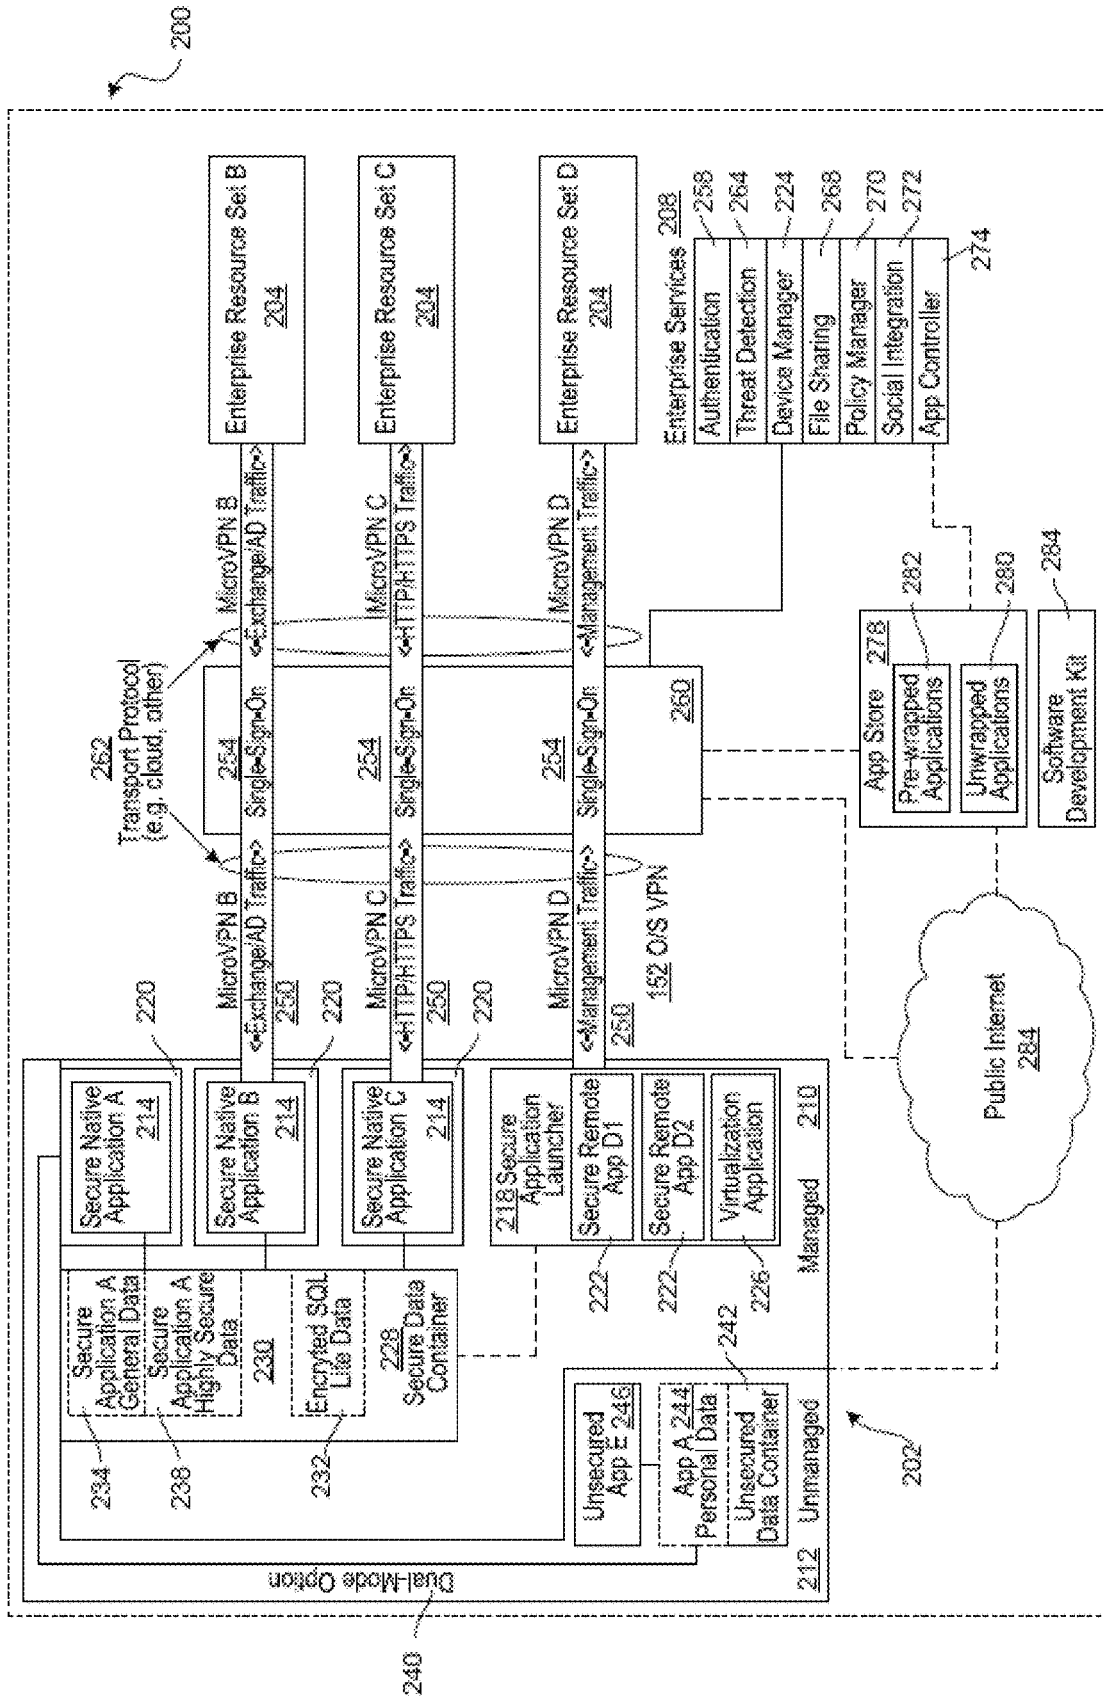 200
262
Transport Protocol
(e.g. cloud, other)
240
Dual-Mode Option
234
238
232
Secure
Application A
General Data
Secure
Application A
Highly Secure
Data
230
Encryted SQL
Lite Data
228
Secure Data
Container
Secure Native
Application A
214
220
Secure Native
Application B
214
220
Secure Native
Application C
214
220
218 Secure
Application
Launcher
Secure Remote
App D1
Secure Remote
App D2
Virtualization
Application
222
222
226
Managed
210
Unsecured
App E 246
App A 244
Personal Data
Unsecured
Data Container
242
212
Unmanaged
202
MicroVPN B
<-Exchange/AD Traffic->
250
254
Single-Sign-On
MicroVPN B
<-Exchange/AD Traffic->
Enterprise Resource Set B
204
MicroVPN C
<-HTTP/HTTPS Traffic->
250
254
Single-Sign-On
MicroVPN C
<-HTTP/HTTPS Traffic->
Enterprise Resource Set C
204
MicroVPN D
<-Management Traffic->
250
254
Single-Sign-On
MicroVPN D
<-Management Traffic->
Enterprise Resource Set D
204
152 O/S VPN
260
Enterprise Services 208
Authentication
258
Threat Detection
264
Device Manager
224
File Sharing
268
Policy Manager
270
Social Integration
272
App Controller
274
App Store 278
Pre-wrapped
Applications
282
Unwrapped
Applications
280
Software
Development Kit
284
Public Internet
284